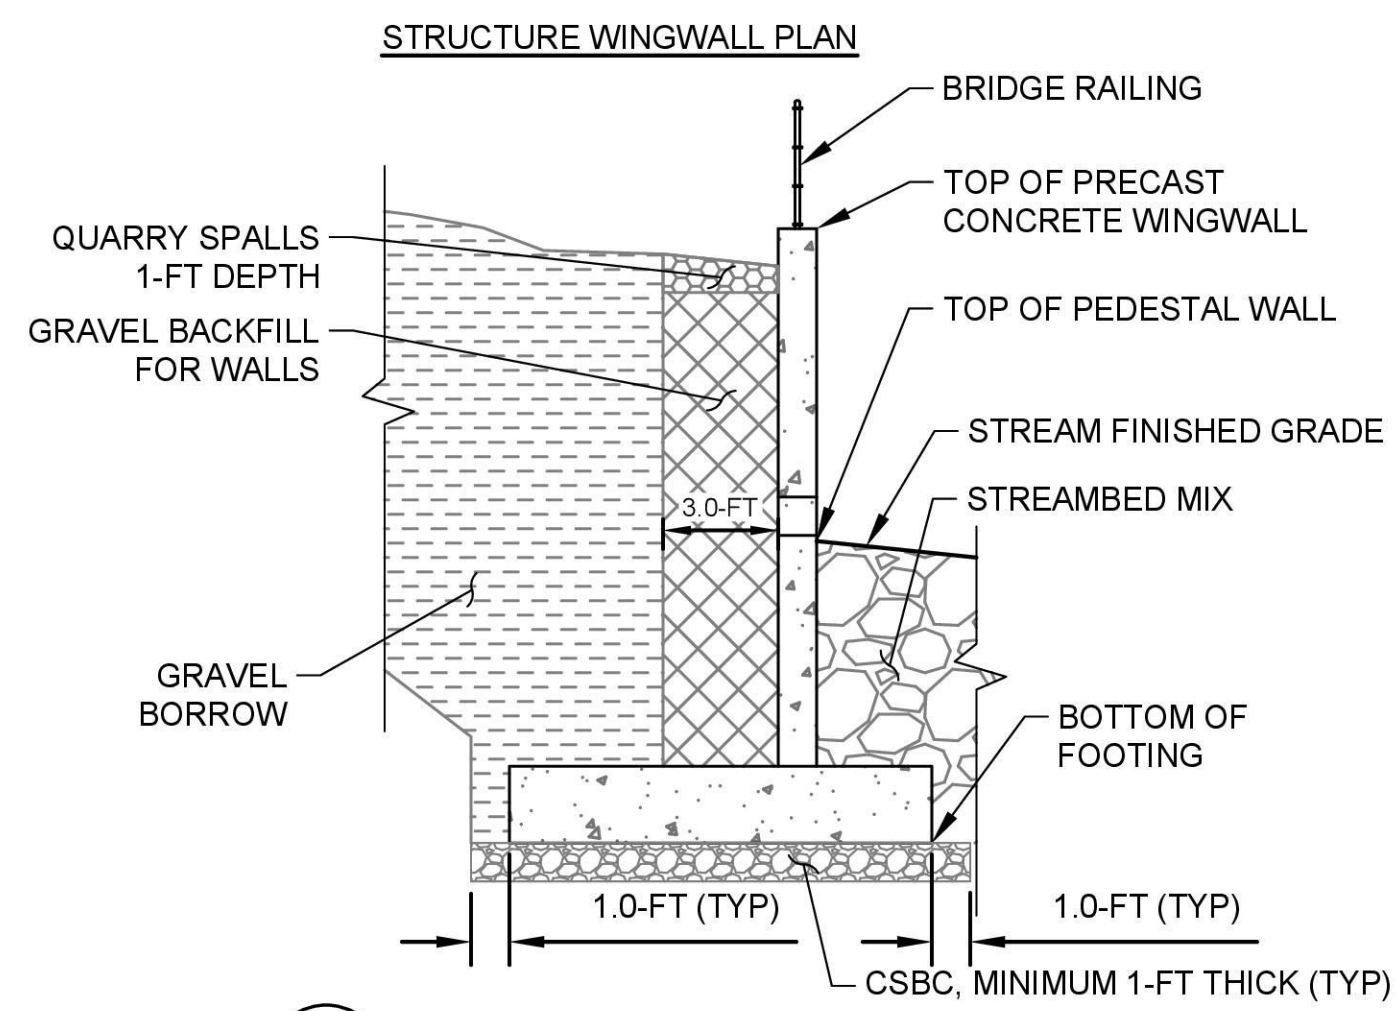 STRUCTURE WINGWALL PLAN
BRIDGE RAILING
TOP OF PRECAST
CONCRETE WINGWALL
QUARRY SPALLS
1-FT DEPTH
TOP OF PEDESTAL WALL
GRAVEL BACKFILL
FOR WALLS
STREAM FINISHED GRADE
STREAMBED MIX
3.0-FT
GRAVEL
BORROW
BOTTOM OF
FOOTING
1.0-FT (TYP)
1.0-FT (TYP)
CSBC, MINIMUM 1-FT THICK (TYP)